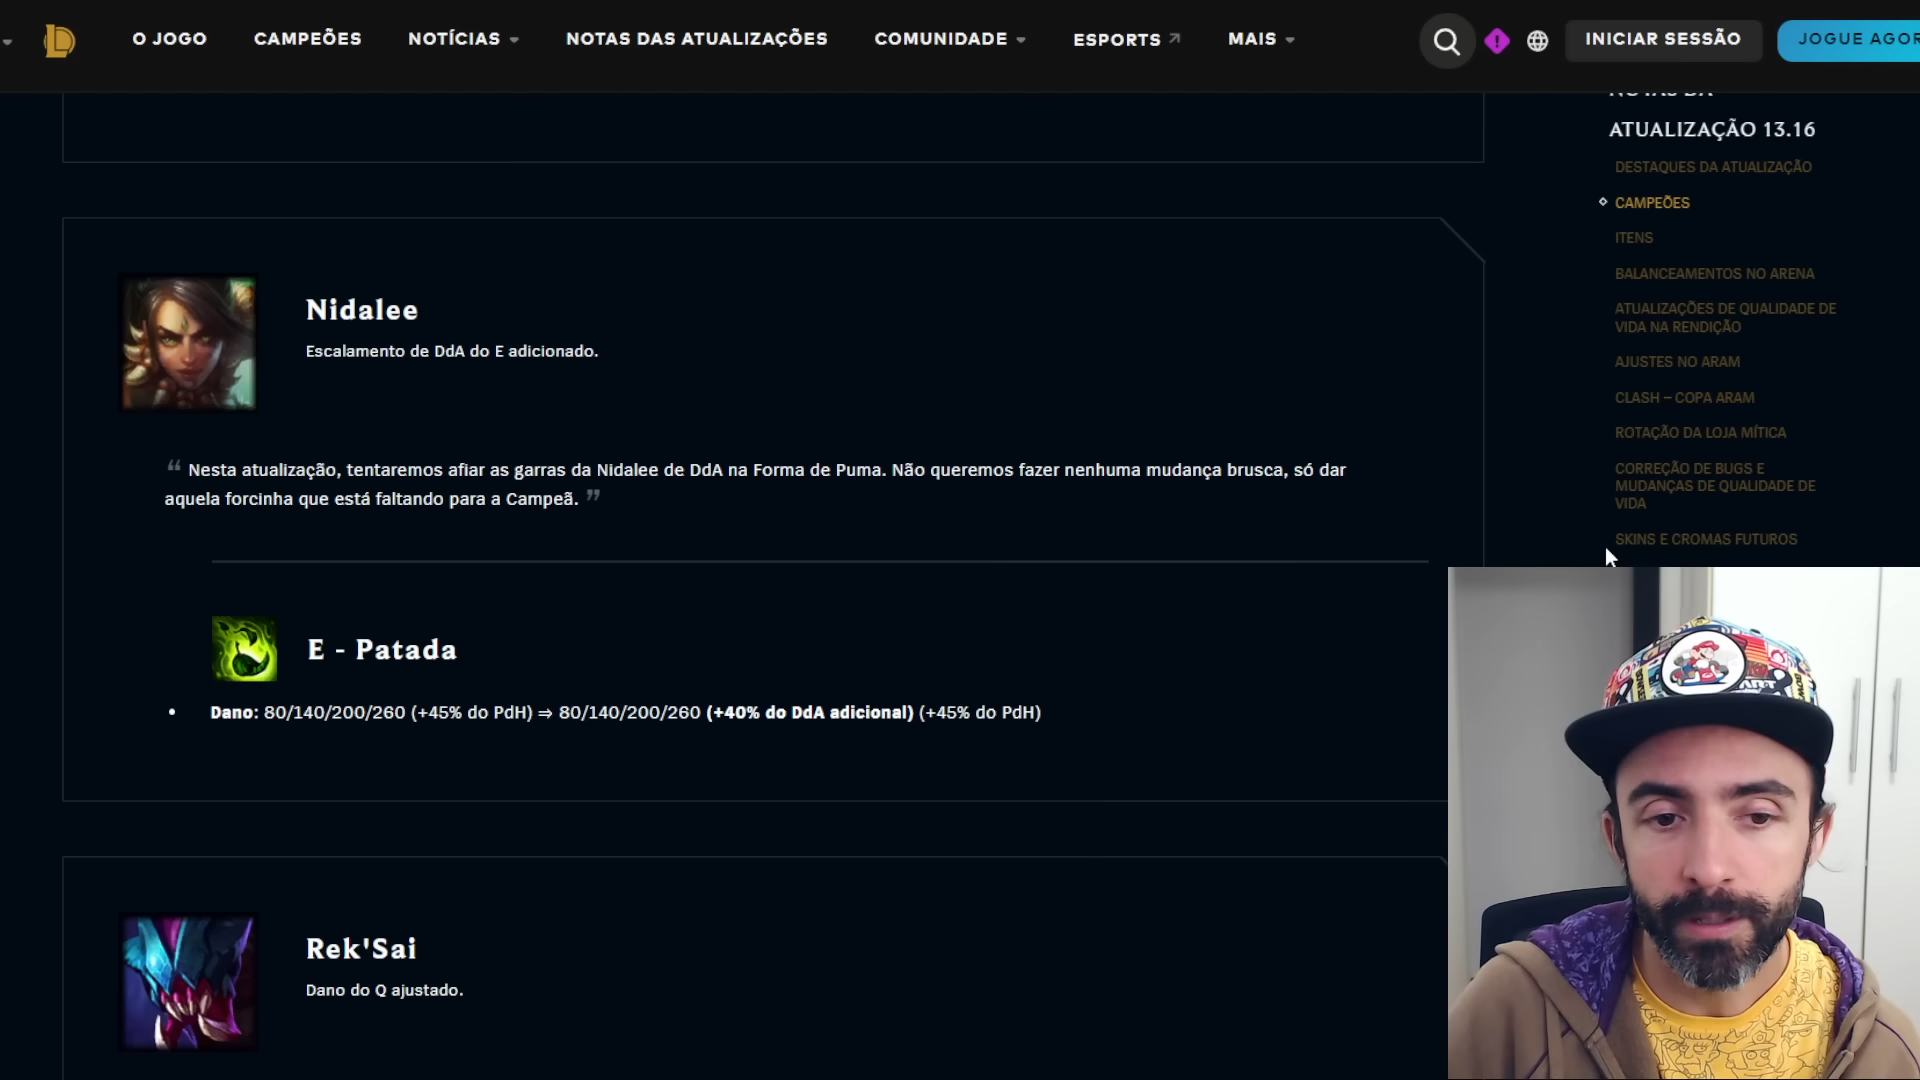 O JOGO
CAMPEÕES
NOTÍCIAS
NOTAS DAS ATUALIZAÇÕES
COMUNIDADE
ESPORTS
MAIS
INICIAR SESSÃO
JOGUE AGOR
NOTAS DA
ATUALIZAÇÃO 13.16
DESTAQUES DA ATUALIZAÇÃO
CAMPEÕES
ITENS
BALANCEAMENTOS NO ARENA
ATUALIZAÇÕES DE QUALIDADE DE
VIDA NA RENDIÇÃO
AJUSTES NO ARAM
CLASH – COPA ARAM
ROTAÇÃO DA LOJA MÍTICA
CORREÇÃO DE BUGS E
MUDANÇAS DE QUALIDADE DE
VIDA
SKINS E CROMAS FUTUROS
Nidalee
Escalamento de DdA do E adicionado.
“ Nesta atualização, tentaremos afiar as garras da Nidalee de DdA na Forma de Puma. Não queremos fazer nenhuma mudança brusca, só dar
aquela forcinha que está faltando para a Campeã. ”
E - Patada
• Dano: 80/140/200/260 (+45% do PdH) ⇒ 80/140/200/260 (+40% do DdA adicional) (+45% do PdH)
Rek'Sai
Dano do Q ajustado.